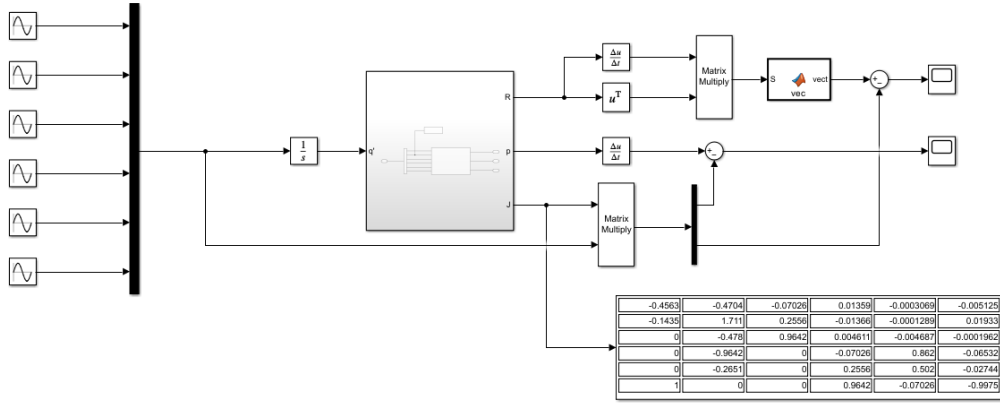 Δu
Δt
Matrix
Multiply
R
u^T
S
vect
vec
+
−
1
s
q'
p
Δu
Δt
+
−
J
Matrix
Multiply
-0.4563 -0.4704 -0.07026 0.01359 -0.0003069 -0.005125
-0.1435 1.711 0.2556 -0.01366 -0.0001289 0.01933
0 -0.478 0.9642 0.004611 -0.004687 -0.0001962
0 -0.9642 0 -0.07026 0.862 -0.06532
0 -0.2651 0 0.2556 0.502 -0.02744
1 0 0 0.9642 -0.07026 -0.9975